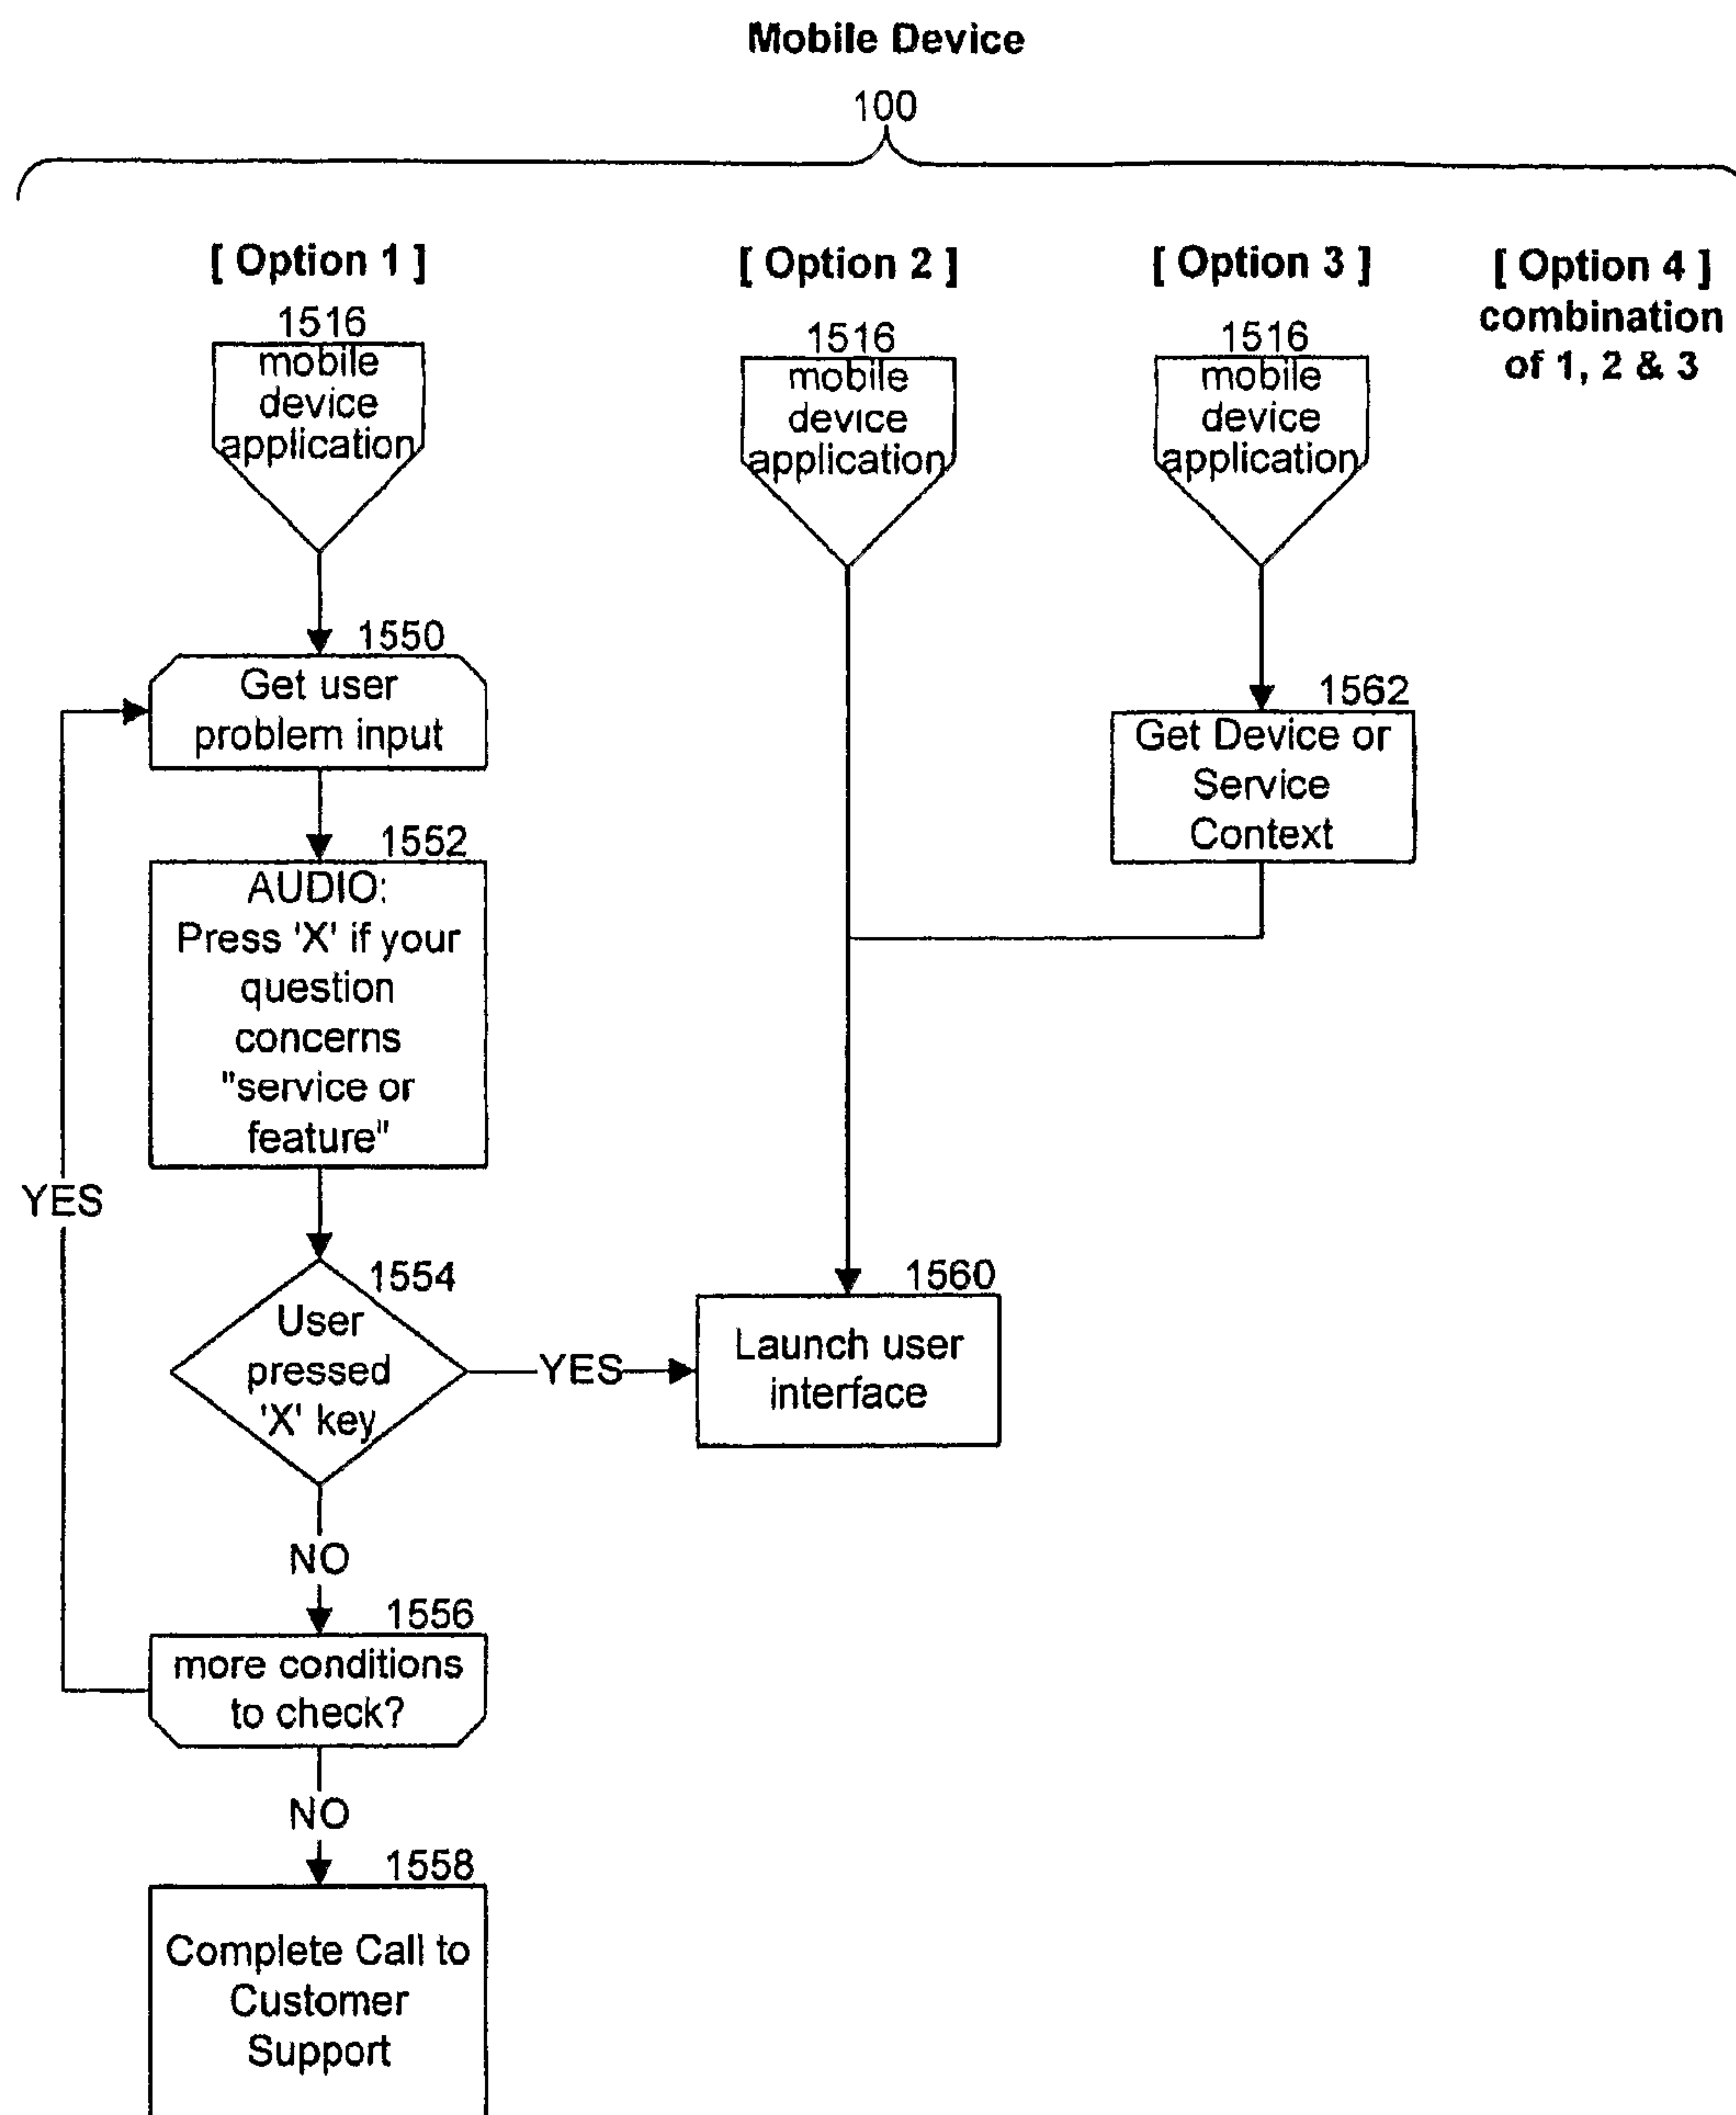 Mobile Device
100
[ Option 1 ]
1516
mobile
device
application
[ Option 2 ]
1516
mobile
device
application
[ Option 3 ]
1516
mobile
device
application
[ Option 4 ]
combination
of 1, 2 & 3
1550
Get user
problem input
1562
Get Device or
Service
Context
1552
AUDIO:
Press 'X' if your
question
concerns
"service or
feature"
YES
1554
User
pressed
'X' key
YES
1560
Launch user
interface
NO
1556
more conditions
to check?
NO
1558
Complete Call to
Customer
Support